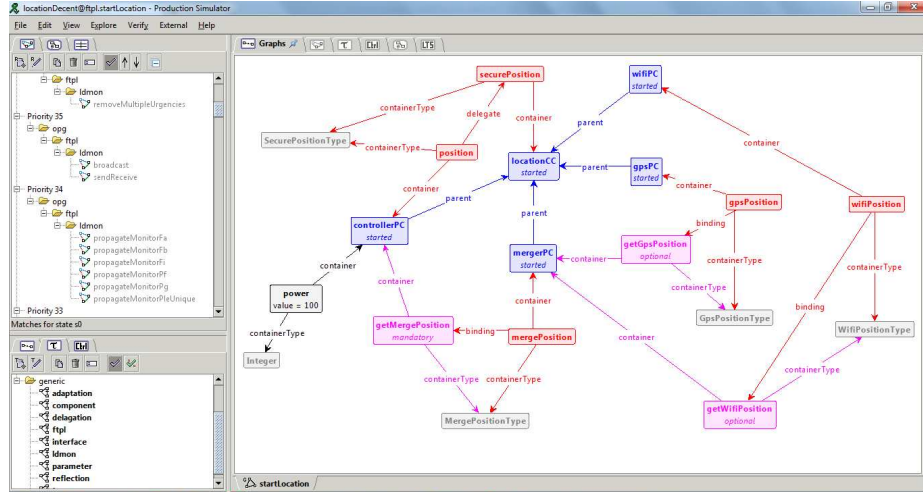 locationDecent@ftpl.startLocation - Production Simulator
File Edit View Explore Verify External Help
Graphs
Ctrl
LTS
ftpl
ldmon
removeMultipleUrgencies
Priority 35
opg
ftpl
ldmon
broadcast
sendReceive
Priority 34
opg
ftpl
ldmon
propagateMonitorFa
propagateMonitorFb
propagateMonitorFi
propagateMonitorPf
propagateMonitorPg
propagateMonitorPleUnique
Priority 33
Matches for state s0
Ctrl
generic
adaptation
component
delagation
ftpl
interface
ldmon
parameter
reflection
securePosition
wifiPC
started
containerType
delegate
container
parent
container
SecurePositionType
containerType
position
locationCC
started
parent
gpsPC
started
container
container
parent
parent
gpsPosition
wifiPosition
controllerPC
started
binding
getGpsPosition
optional
mergerPC
started
container
container
containerType
power
value = 100
container
containerType
containerType
container
binding
containerType
getMergePosition
mandatory
binding
mergePosition
GpsPositionType
WifiPositionType
containerType
Integer
container
containerType
containerType
containerType
MergePositionType
getWifiPosition
optional
startLocation